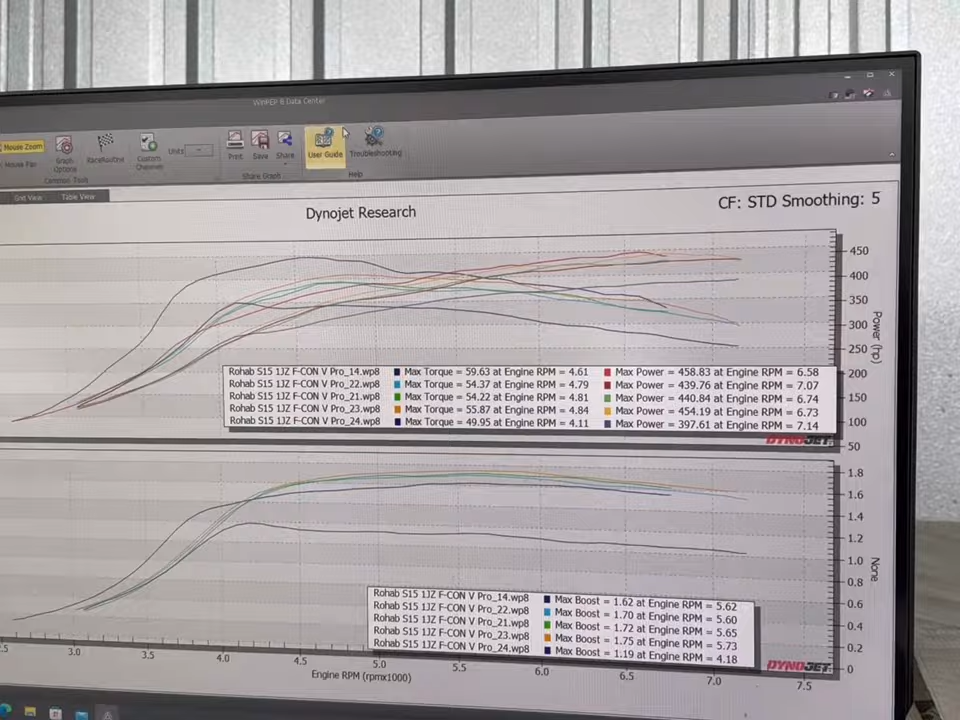 WinPEP 8 Data Center
Mouse Zoom
Mouse Pan
Graph Options
RaceRoutine
Custom Channels
Units
Print
Save
Share
User Guide
Troubleshooting
Common Tools
Share Graph
Help
Grid View Table View
Dynojet Research
CF: STD Smoothing: 5
450
400
350
300
250
200
150
100
50
Power (hp)
Rohab S15 1JZ F-CON V Pro_14.wp8 Max Torque = 59.63 at Engine RPM = 4.61 Max Power = 458.83 at Engine RPM = 6.58
Rohab S15 1JZ F-CON V Pro_22.wp8 Max Torque = 54.37 at Engine RPM = 4.79 Max Power = 439.76 at Engine RPM = 7.07
Rohab S15 1JZ F-CON V Pro_21.wp8 Max Torque = 54.22 at Engine RPM = 4.81 Max Power = 440.84 at Engine RPM = 6.74
Rohab S15 1JZ F-CON V Pro_23.wp8 Max Torque = 55.87 at Engine RPM = 4.84 Max Power = 454.19 at Engine RPM = 6.73
Rohab S15 1JZ F-CON V Pro_24.wp8 Max Torque = 49.95 at Engine RPM = 4.11 Max Power = 397.61 at Engine RPM = 7.14
DYNOJET
1.8
1.6
1.4
1.2
1.0
0.8
0.6
0.4
0.2
0
None
Rohab S15 1JZ F-CON V Pro_14.wp8 Max Boost = 1.62 at Engine RPM = 5.62
Rohab S15 1JZ F-CON V Pro_22.wp8 Max Boost = 1.70 at Engine RPM = 5.60
Rohab S15 1JZ F-CON V Pro_21.wp8 Max Boost = 1.72 at Engine RPM = 5.65
Rohab S15 1JZ F-CON V Pro_23.wp8 Max Boost = 1.75 at Engine RPM = 5.73
Rohab S15 1JZ F-CON V Pro_24.wp8 Max Boost = 1.19 at Engine RPM = 4.18
DYNOJET
3.0 3.5 4.0 4.5 5.0 5.5 6.0 6.5 7.0 7.5
Engine RPM (rpmx1000)